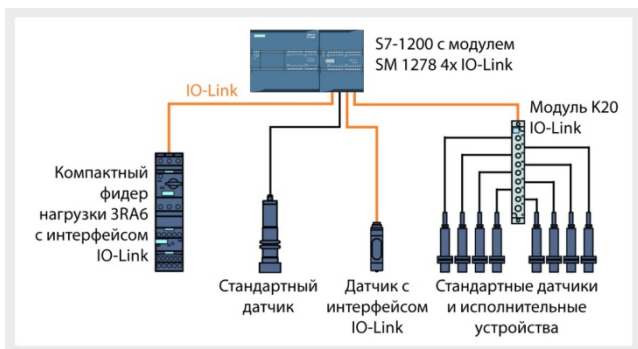 S7-1200 с модулем
SM 1278 4x IO-Link
IO-Link
Модуль K20
IO-Link
Компактный
фидер
нагрузки 3RA6
с интерфейсом
IO-Link
Стандартный
датчик
Датчик с
интерфейсом
IO-Link
Стандартные датчики
и исполнительные
устройства